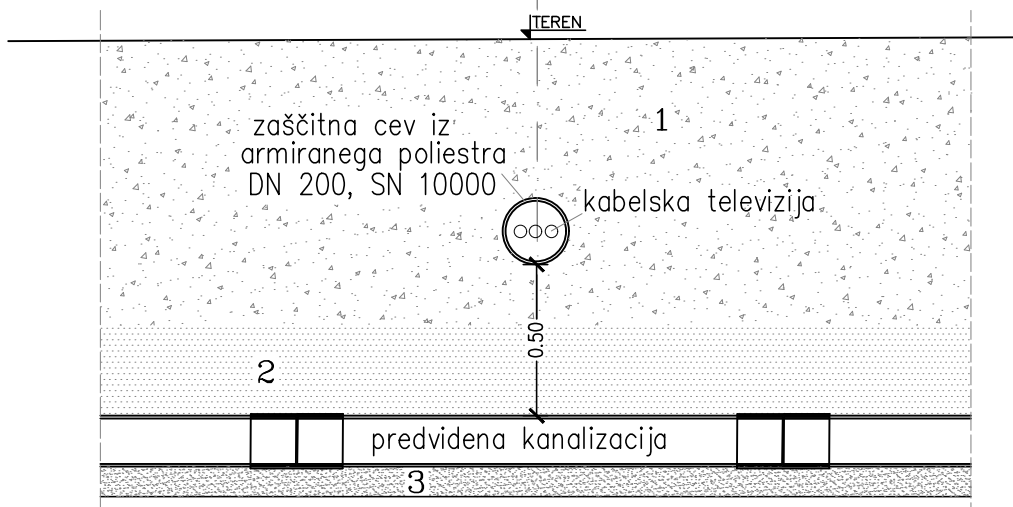 TEREN
1
zaščitna cev iz
armiranega poliestra
DN 200, SN 10000
kabelska televizija
0.50
2
predvidena kanalizacija
3